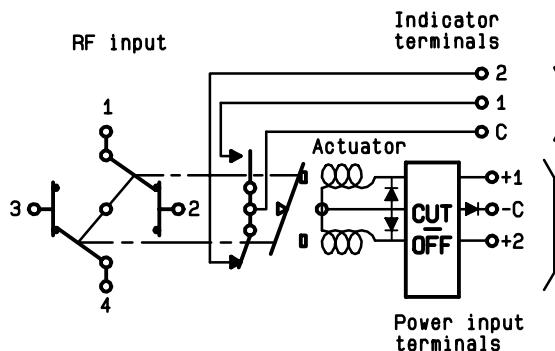 Indicator
terminals
RF input
2
1
C
1
Actuator
3
2
+1
CUT
-C
OFF
+2
4
Power input
terminals